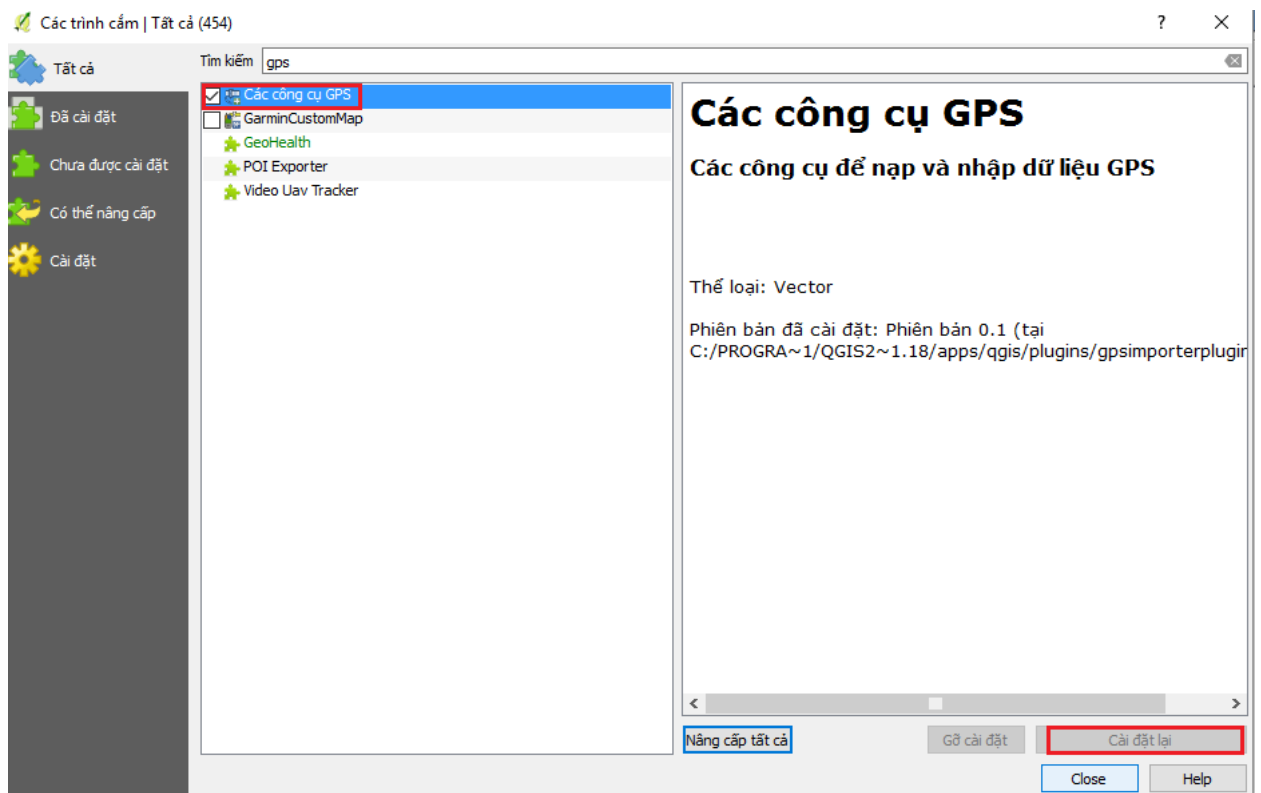 Các trình cắm | Tất cả (454)
?
Tất cả
Đã cài đặt
Chưa được cài đặt
Có thể nâng cấp
Cài đặt
Tìm kiếm gps
Các công cụ GPS
GarminCustomMap
GeoHealth
POI Exporter
Video Uav Tracker
Các công cụ GPS
Các công cụ để nạp và nhập dữ liệu GPS
Thể loại: Vector
Phiên bản đã cài đặt: Phiên bản 0.1 (tại
C:/PROGRA~1/QGIS2~1.18/apps/qgis/plugins/gpsimporterplugin
Nâng cấp tất cả
Gỡ cài đặt
Cài đặt lại
Close
Help